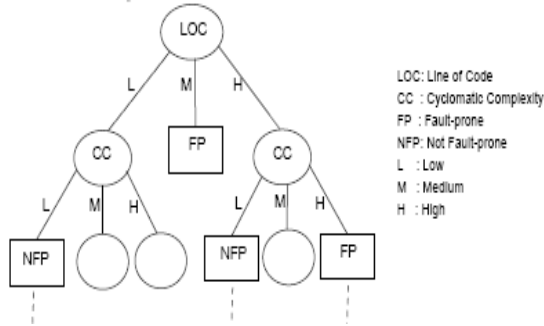 LOC
L M H
CC FP CC
L M H L M H
NFP NFP FP
LOC: Line of Code
CC : Cyclomatic Complexity
FP : Fault-prone
NFP: Not Fault-prone
L : Low
M : Medium
H : High